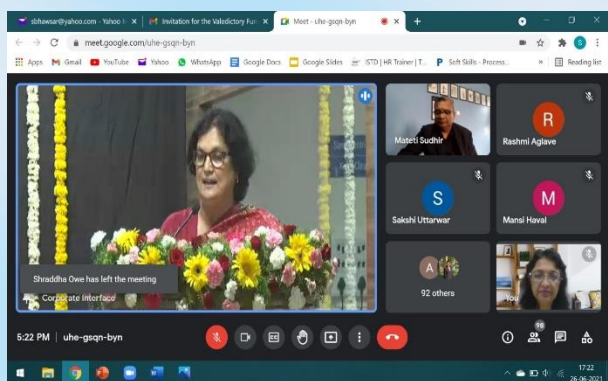 sbhawsar@yahoo.com - Yahoo
Invitation for the Valedictory Fun
Meet - uhe-gsqn-byn
meet.google.com/uhe-gsqn-byn
Apps
Gmail
YouTube
Yahoo
WhatsApp
Google Docs
Google Slides
ISTD | HR Trainer | T...
Soft Skills - Process...
Reading list
Mateti Sudhir
R
Rashmi Aglave
S
Sakshi Uttarwar
M
Mansi Haval
A
92 others
You
Shraddha Owe has left the meeting
Corporate Interface
5:22 PM | uhe-gsqn-byn
98
17:22
26-06-2021